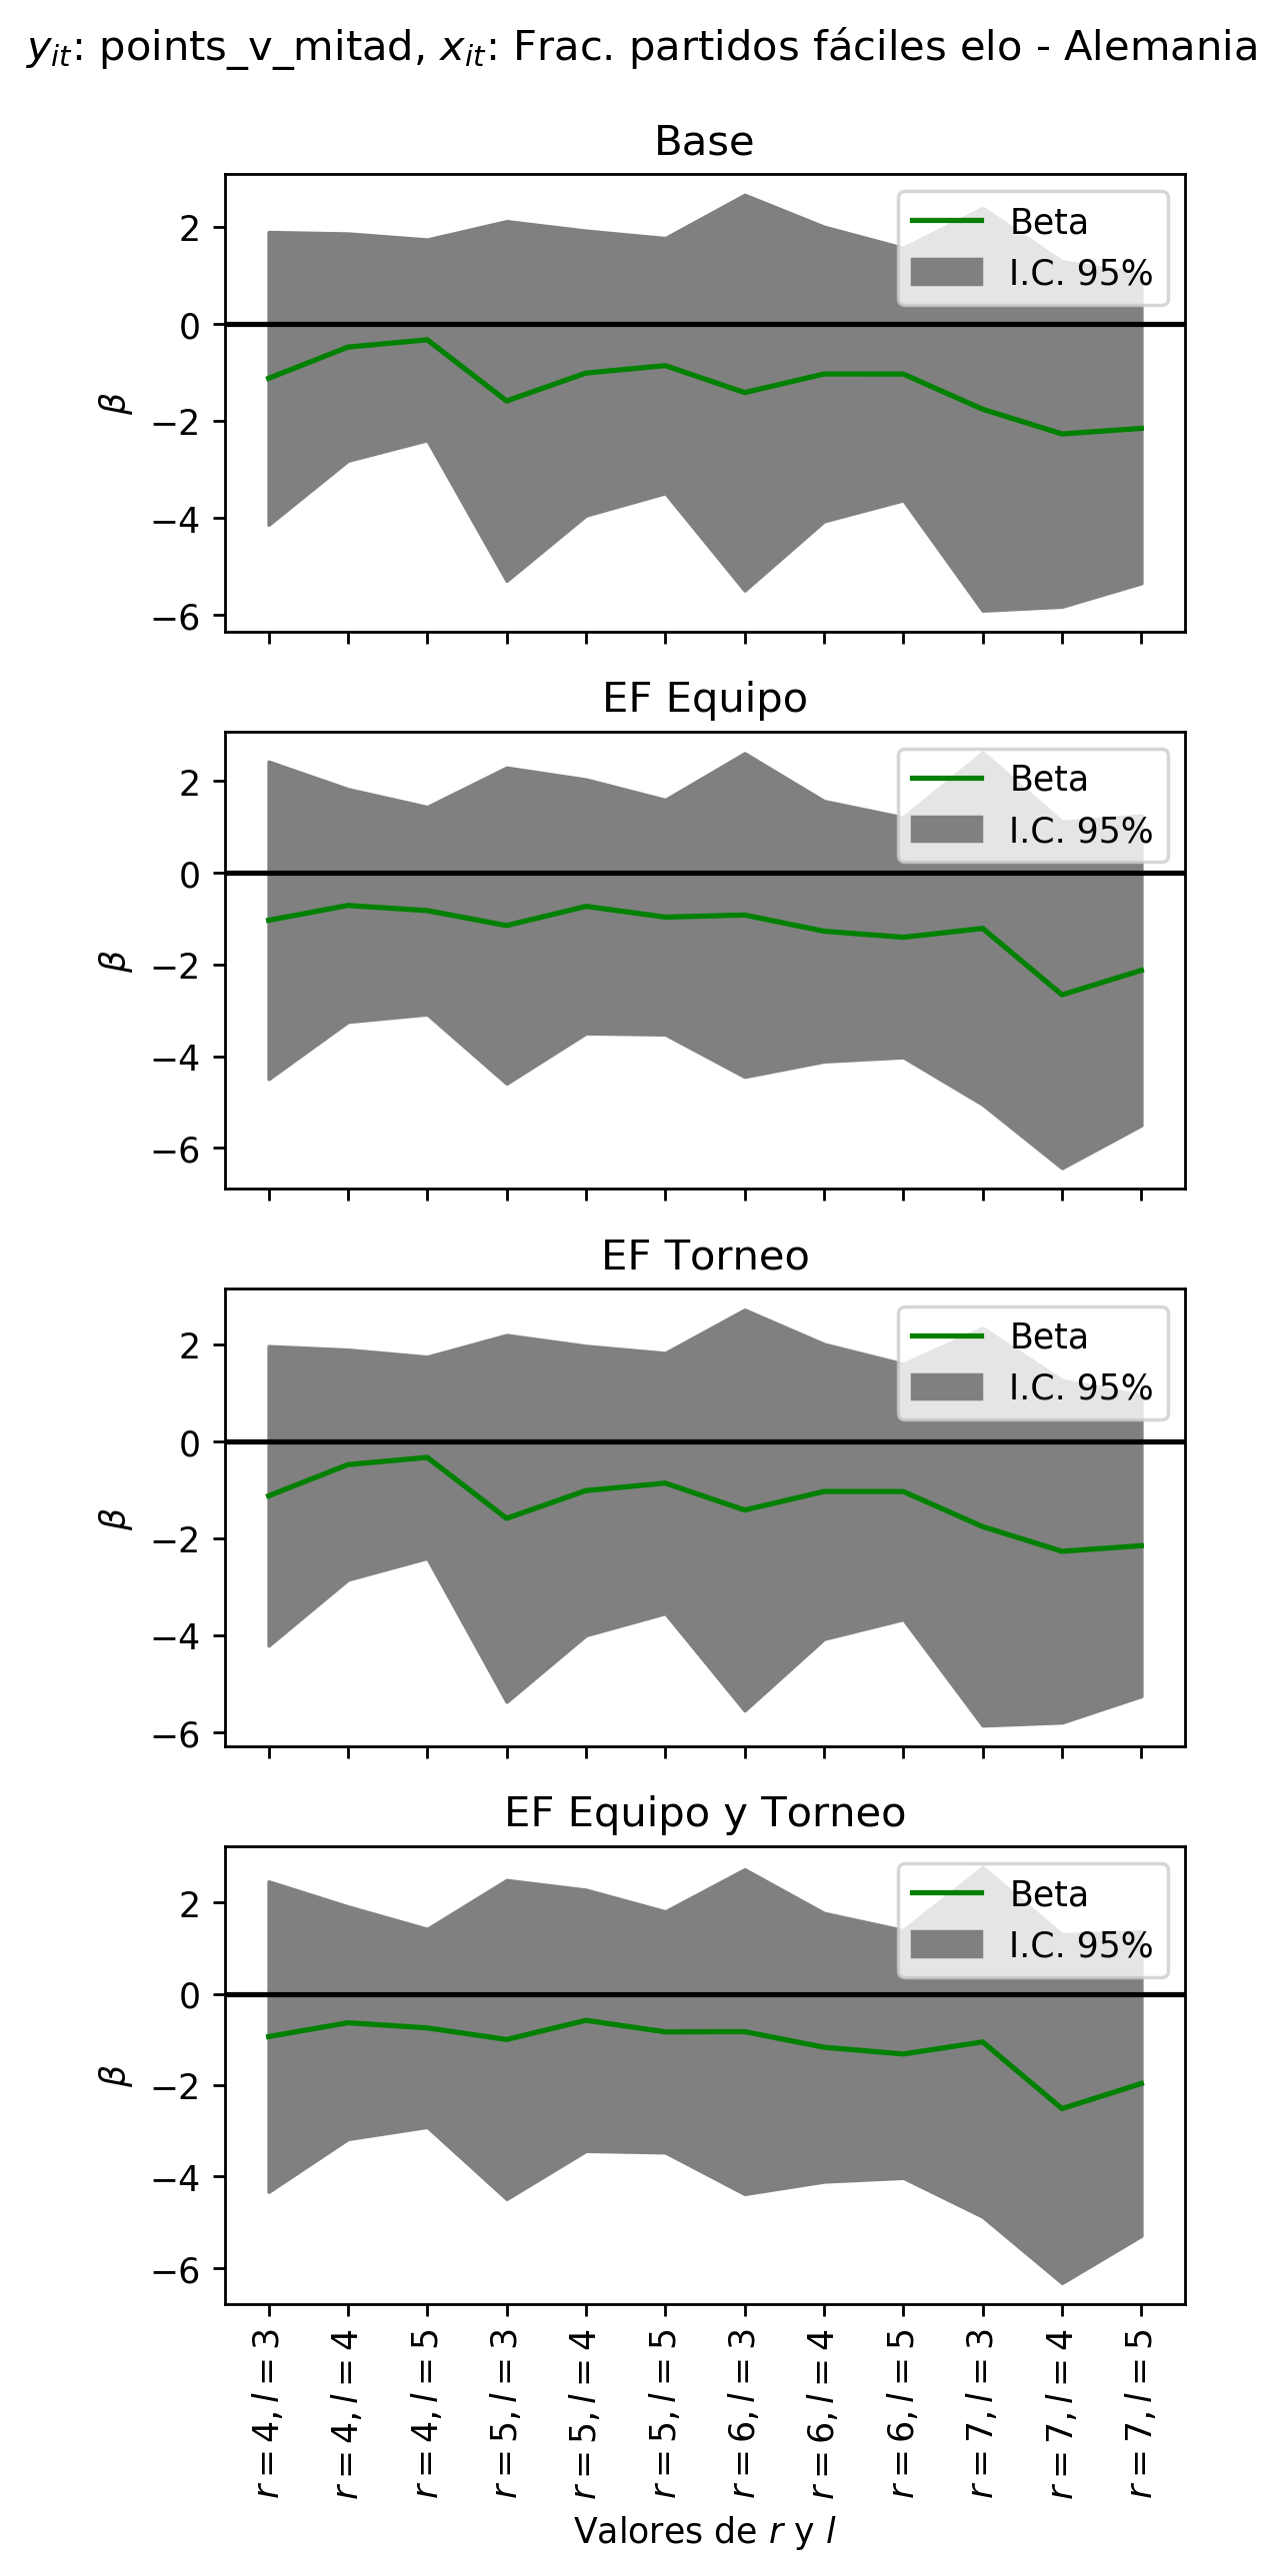 y_it: points_v_mitad, x_it: Frac. partidos fáciles elo - Alemania
Base
2
0
−2
−4
−6
β
Beta
I.C. 95%
EF Equipo
2
0
−2
−4
−6
β
Beta
I.C. 95%
EF Torneo
2
0
−2
−4
−6
β
Beta
I.C. 95%
EF Equipo y Torneo
2
0
−2
−4
−6
β
Beta
I.C. 95%
r = 4, l = 3
r = 4, l = 4
r = 4, l = 5
r = 5, l = 3
r = 5, l = 4
r = 5, l = 5
r = 6, l = 3
r = 6, l = 4
r = 6, l = 5
r = 7, l = 3
r = 7, l = 4
r = 7, l = 5
Valores de r y l